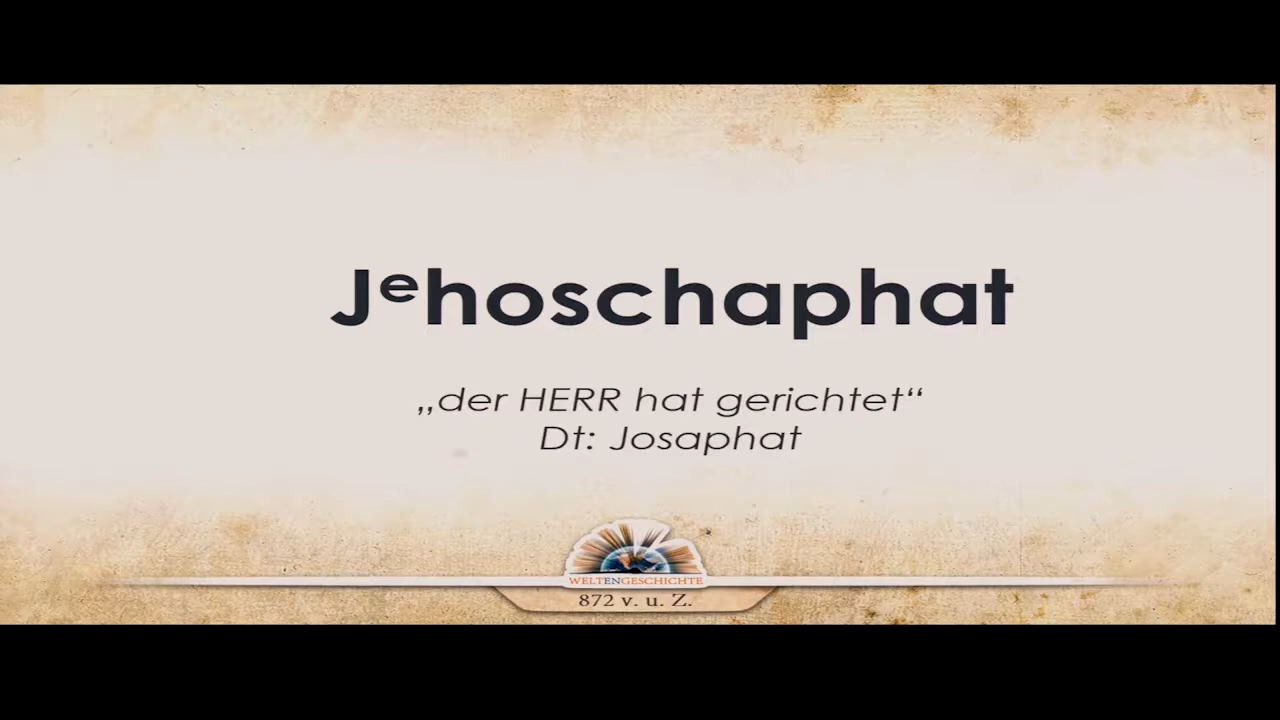 Jᵉhoschaphat
„der HERR hat gerichtet“
Dt: Josaphat
WELTENGESCHICHTE
872 v. u. Z.